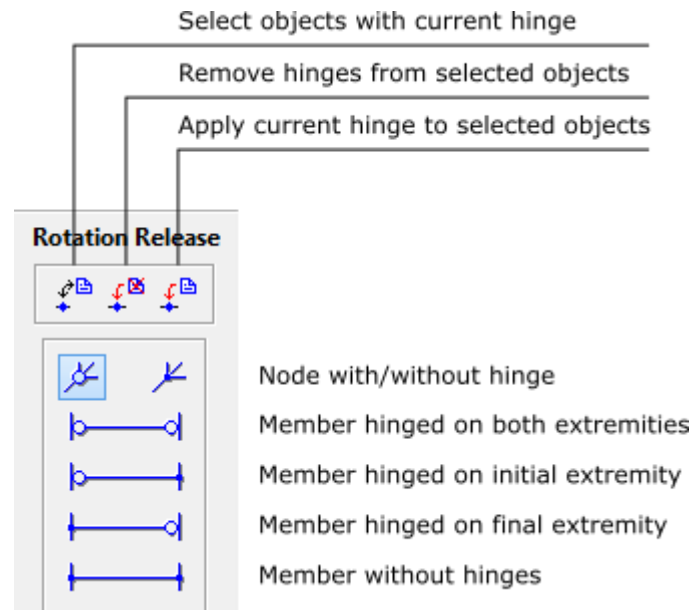 Select objects with current hinge
Remove hinges from selected objects
Apply current hinge to selected objects
Rotation Release
Node with/without hinge
Member hinged on both extremities
Member hinged on initial extremity
Member hinged on final extremity
Member without hinges